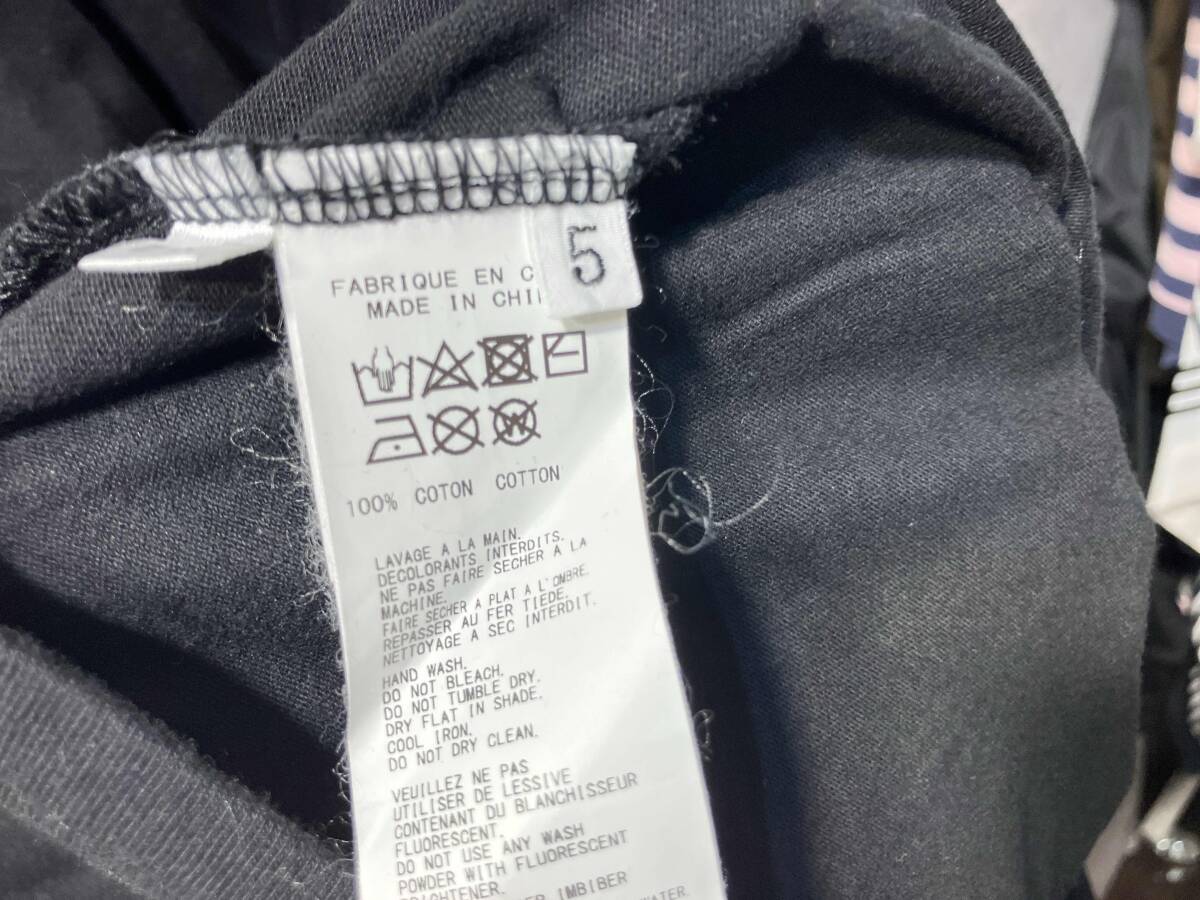 5
FABRIQUE EN C
MADE IN CHI
100% COTON COTTON
LAVAGE A LA MAIN.
DECOLORANTS INTERDITS.
NE PAS FAIRE SECHER A LA
MACHINE.
FAIRE SECHER A PLAT A L'OMBRE.
REPASSER AU FER TIEDE.
NETTOYAGE A SEC INTERDIT.
HAND WASH.
DO NOT BLEACH.
DO NOT TUMBLE DRY.
DRY FLAT IN SHADE.
COOL IRON.
DO NOT DRY CLEAN.
VEUILLEZ NE PAS
UTILISER DE LESSIVE
CONTENANT DU BLANCHISSEUR
FLUORESCENT.
DO NOT USE ANY WASH
POWDER WITH FLUORESCENT
BRIGHTENER.
IMBIBER
WATER.